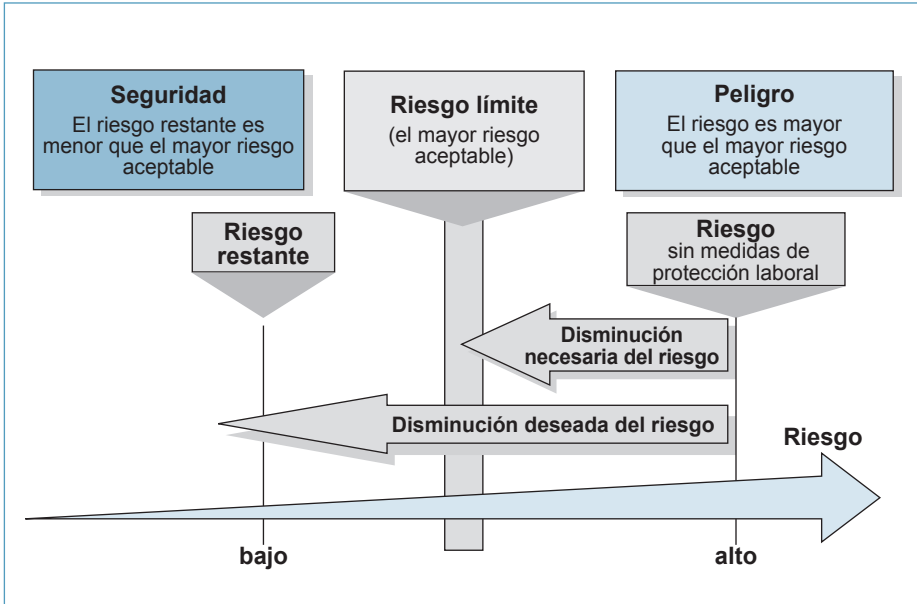 Seguridad
El riesgo restante es
menor que el mayor riesgo
aceptable
Riesgo límite
(el mayor riesgo
aceptable)
Peligro
El riesgo es mayor
que el mayor riesgo
aceptable
Riesgo
restante
Riesgo
sin medidas de
protección laboral
Disminución
necesaria del riesgo
Disminución deseada del riesgo
Riesgo
bajo
alto